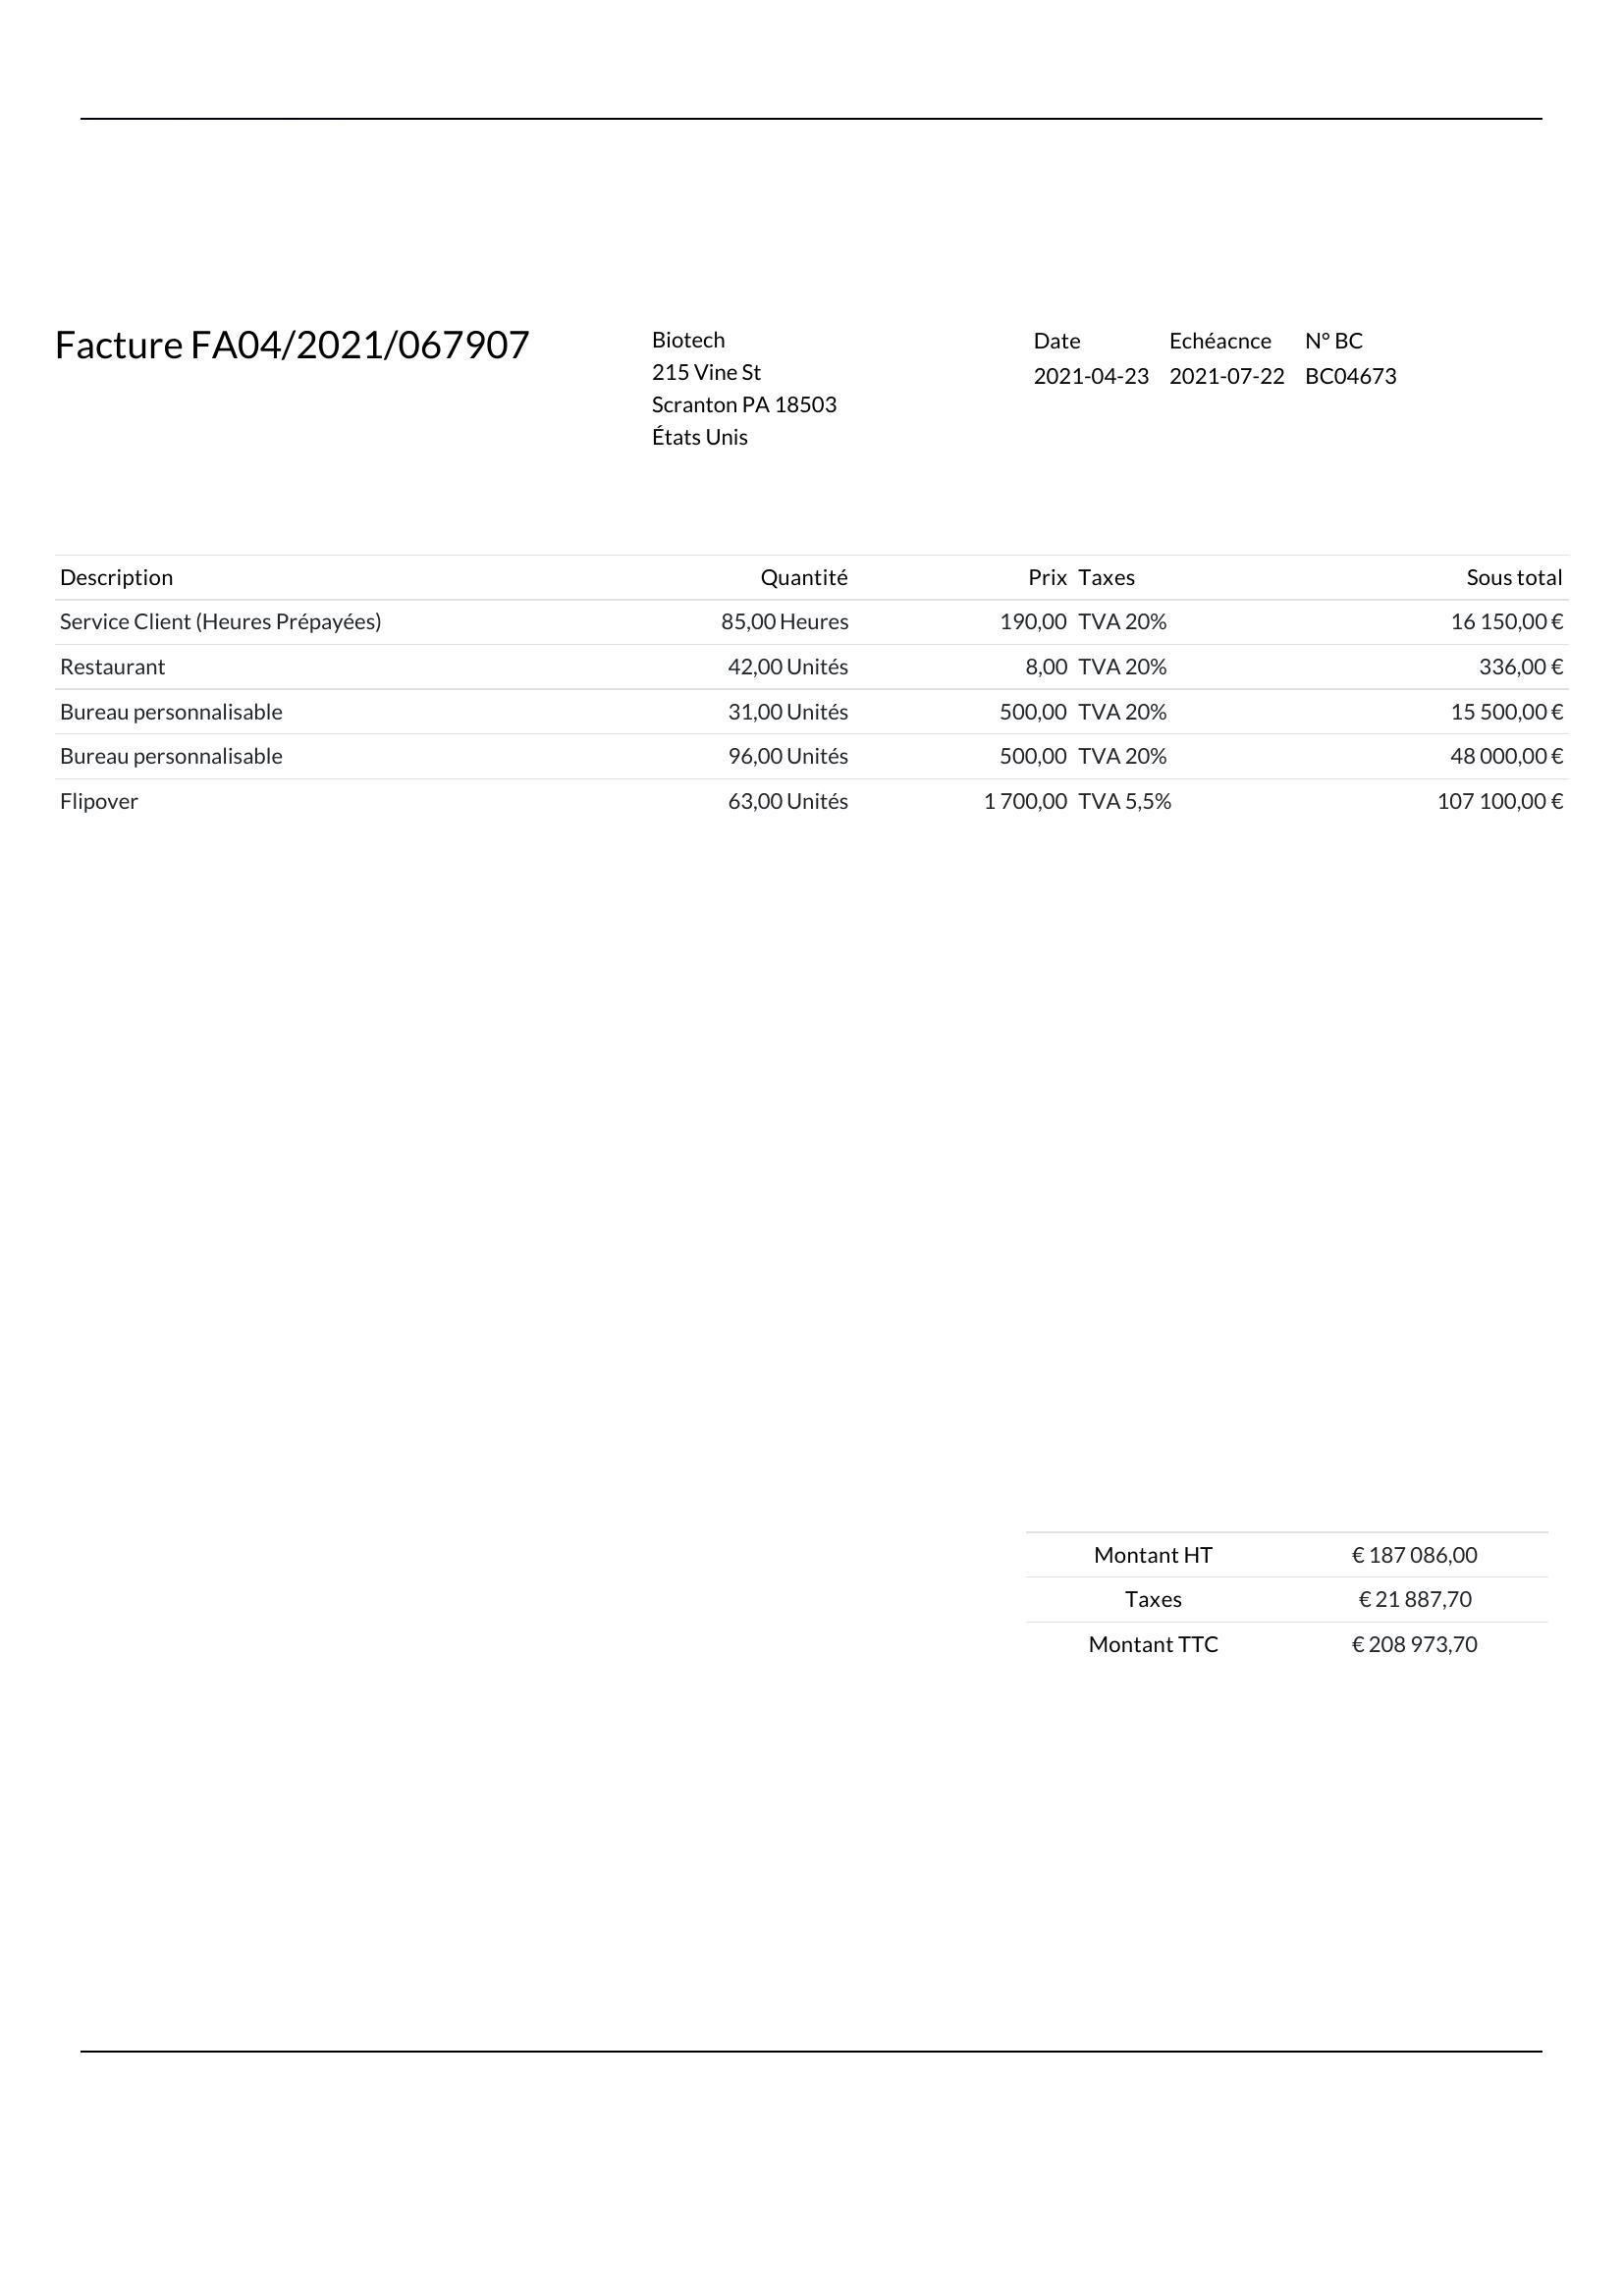 Facture FA04/2021/067907
Biotech
215 Vine St
Scranton PA 18503
États Unis
Date Echéacnce N° BC
2021-04-23 2021-07-22 BC04673
Description Quantité Prix Taxes Sous total
Service Client (Heures Prépayées) 85,00 Heures 190,00 TVA 20% 16 150,00 €
Restaurant 42,00 Unités 8,00 TVA 20% 336,00 €
Bureau personnalisable 31,00 Unités 500,00 TVA 20% 15 500,00 €
Bureau personnalisable 96,00 Unités 500,00 TVA 20% 48 000,00 €
Flipover 63,00 Unités 1 700,00 TVA 5,5% 107 100,00 €
Montant HT € 187 086,00
Taxes € 21 887,70
Montant TTC € 208 973,70